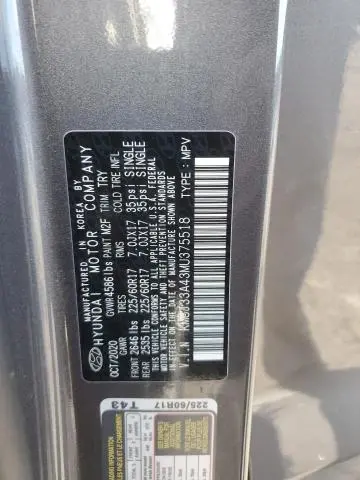 MANUFACTURED IN KOREA BY
HYUNDAI MOTOR COMPANY
OCT/2020 GVWR4586lbs PAINT M2F TRIM TRY
GAWR TIRES RIMS COLD TIRE INFL
FRONT 2646 lbs 225/60R17 7.0JX17 35psi SINGLE
REAR 2535 lbs 225/60R17 7.0JX17 35psi SINGLE
THIS VEHICLE CONFORMS TO ALL APPLICABLE U.S.A. FEDERAL
MOTOR VEHICLE SAFETY, BUMPER, AND THEFT PREVENTION STANDARDS
IN EFFECT ON THE DATE OF MANUFACTURE SHOWN ABOVE.
V.I.N: KM8J33A43MU375518 TYPE : MPV
225/60R17
T43